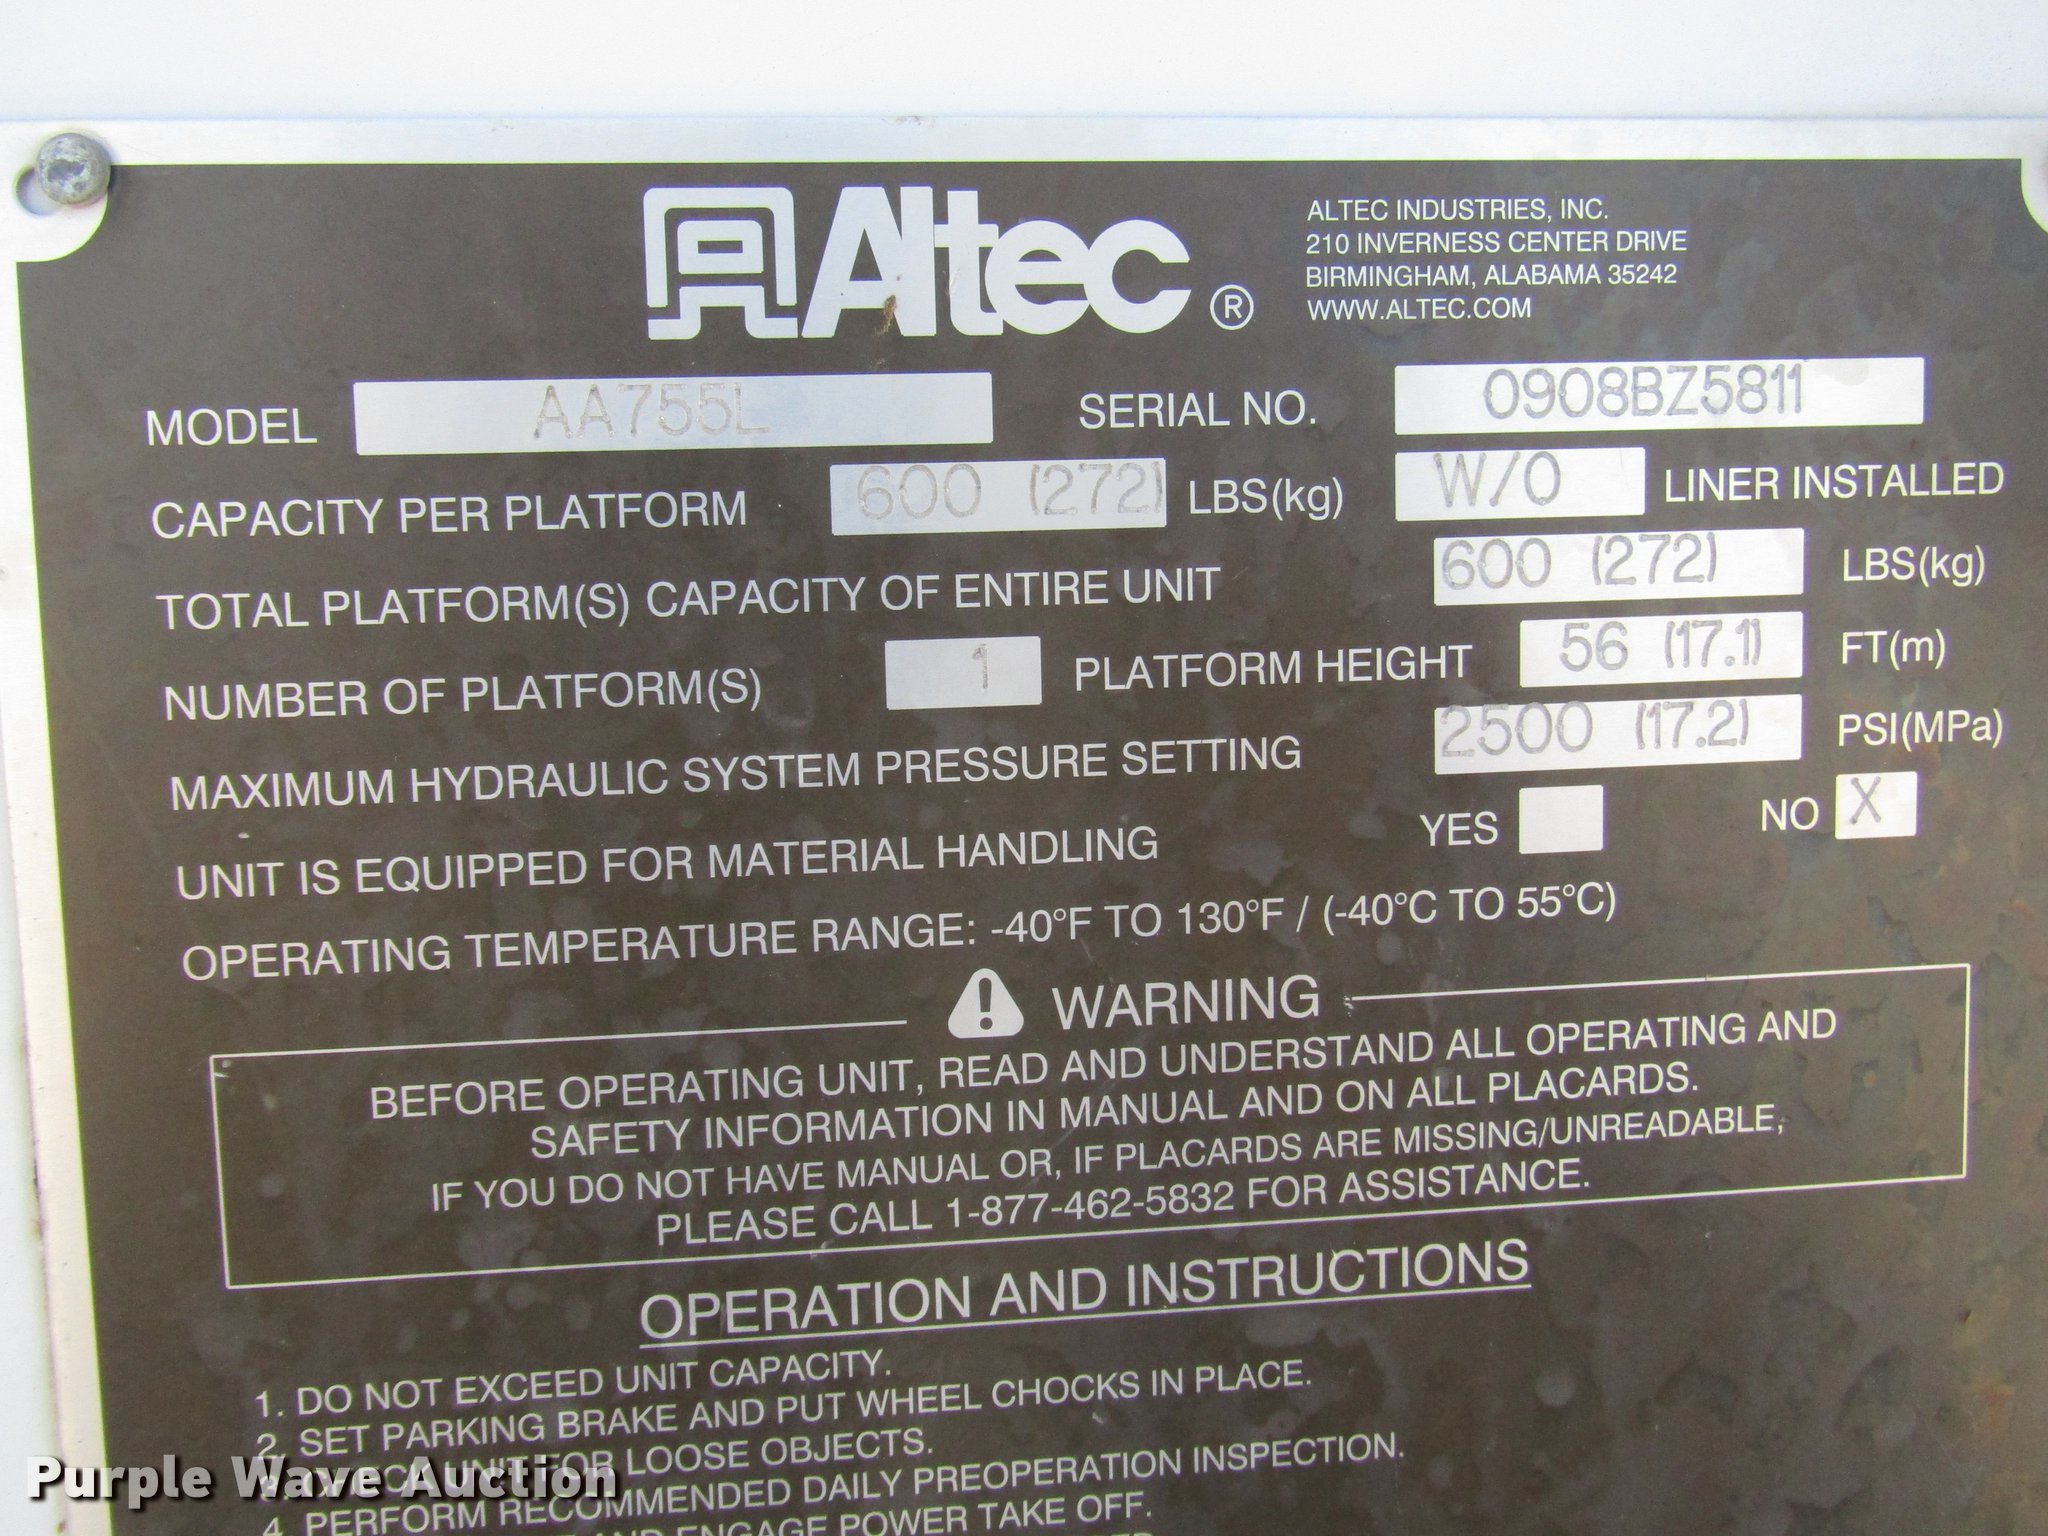 Altec ®
ALTEC INDUSTRIES, INC.
210 INVERNESS CENTER DRIVE
BIRMINGHAM, ALABAMA 35242
WWW.ALTEC.COM
MODEL AA755L SERIAL NO. 0908BZ5811
CAPACITY PER PLATFORM 600 (272) LBS(kg) W/O LINER INSTALLED
TOTAL PLATFORM(S) CAPACITY OF ENTIRE UNIT 600 (272) LBS(kg)
NUMBER OF PLATFORM(S) 1 PLATFORM HEIGHT 56 (17.1) FT(m)
MAXIMUM HYDRAULIC SYSTEM PRESSURE SETTING 2500 (17.2) PSI(MPa)
UNIT IS EQUIPPED FOR MATERIAL HANDLING YES NO X
OPERATING TEMPERATURE RANGE: -40°F TO 130°F / (-40°C TO 55°C)
WARNING
BEFORE OPERATING UNIT, READ AND UNDERSTAND ALL OPERATING AND
SAFETY INFORMATION IN MANUAL AND ON ALL PLACARDS.
IF YOU DO NOT HAVE MANUAL OR, IF PLACARDS ARE MISSING/UNREADABLE,
PLEASE CALL 1-877-462-5832 FOR ASSISTANCE.
OPERATION AND INSTRUCTIONS
1. DO NOT EXCEED UNIT CAPACITY.
2. SET PARKING BRAKE AND PUT WHEEL CHOCKS IN PLACE.
3. CHECK UNIT FOR LOOSE OBJECTS.
4. PERFORM RECOMMENDED DAILY PREOPERATION INSPECTION.
AND ENGAGE POWER TAKE OFF.
Purple Wave Auction